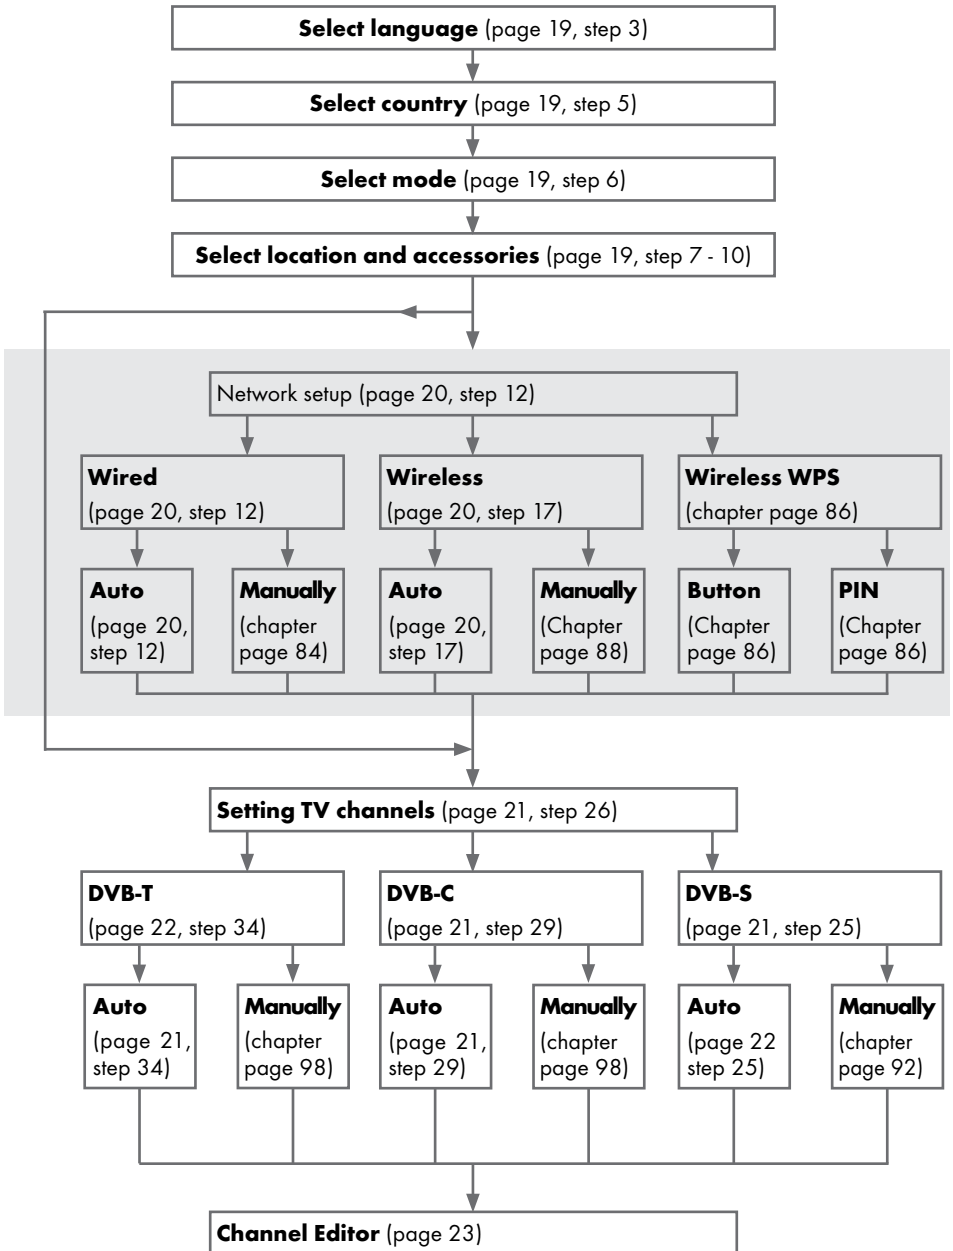 Select language (page 19, step 3)
Select country (page 19, step 5)
Select mode (page 19, step 6)
Select location and accessories (page 19, step 7 - 10)
Network setup (page 20, step 12)
Wired
(page 20, step 12)
Wireless
(page 20, step 17)
Wireless WPS
(chapter page 86)
Auto
(page 20,
step 12)
Manually
(chapter
page 84)
Auto
(page 20,
step 17)
Manually
(Chapter
page 88)
Button
(Chapter
page 86)
PIN
(Chapter
page 86)
Setting TV channels (page 21, step 26)
DVB-T
(page 22, step 34)
DVB-C
(page 21, step 29)
DVB-S
(page 21, step 25)
Auto
(page 21,
step 34)
Manually
(chapter
page 98)
Auto
(page 21,
step 29)
Manually
(chapter
page 98)
Auto
(page 22
step 25)
Manually
(chapter
page 92)
Channel Editor (page 23)